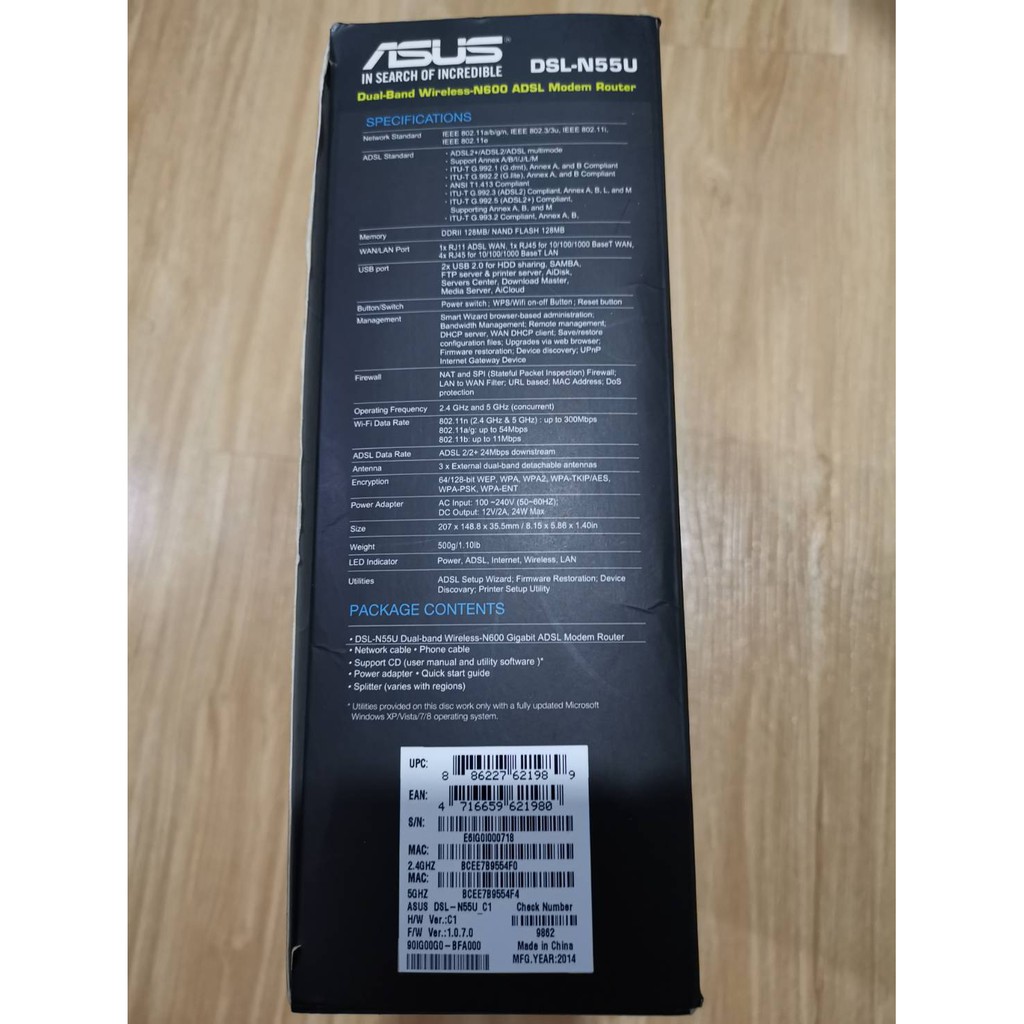 ASUS
IN SEARCH OF INCREDIBLE
DSL-N55U
Dual-Band Wireless-N600 ADSL Modem Router
SPECIFICATIONS
Network Standard IEEE 802.11a/b/g/n, IEEE 802.3/3u, IEEE 802.11i,
IEEE 802.11e
ADSL Standard · ADSL2+/ADSL2/ADSL multimode
· Support Annex A/B/I/J/L/M
· ITU-T G.992.1 (G.dmt), Annex A, and B Compliant
· ITU-T G.992.2 (G.lite), Annex A, and B Compliant
· ANSI T1.413 Compliant
· ITU-T G.992.3 (ADSL2) Compliant, Annex A, B, L, and M
· ITU-T G.992.5 (ADSL2+) Compliant,
Supporting Annex A, B, and M
· ITU-T G.993.2 Compliant, Annex A, B,
Memory DDRII 128MB/ NAND FLASH 128MB
WAN/LAN Port 1x RJ11 ADSL WAN, 1x RJ45 for 10/100/1000 BaseT WAN,
4x RJ45 for 10/100/1000 BaseT LAN
USB port 2x USB 2.0 for HDD sharing, SAMBA,
FTP server & printer server, AiDisk,
Servers Center, Download Master,
Media Server, AiCloud
Button/Switch Power switch; WPS/Wifi on-off Button; Reset button
Management Smart Wizard browser-based administration;
Bandwidth Management; Remote management;
DHCP server, WAN DHCP client; Save/restore
configuration files; Upgrades via web browser;
Firmware restoration; Device discovery; UPnP
Internet Gateway Device
Firewall NAT and SPI (Stateful Packet Inspection) Firewall;
LAN to WAN Filter; URL based; MAC Address; DoS
protection
Operating Frequency 2.4 GHz and 5 GHz (concurrent)
Wi-Fi Data Rate 802.11n (2.4 GHz & 5 GHz) : up to 300Mbps
802.11a/g: up to 54Mbps
802.11b: up to 11Mbps
ADSL Data Rate ADSL 2/2+ 24Mbps downstream
Antenna 3 x External dual-band detachable antennas
Encryption 64/128-bit WEP, WPA, WPA2, WPA-TKIP/AES,
WPA-PSK, WPA-ENT
Power Adapter AC Input: 100 ~240V (50~60HZ);
DC Output: 12V/2A, 24W Max
Size 207 x 148.8 x 35.5mm / 8.15 x 5.86 x 1.40in
Weight 500g/1.10lb
LED Indicator Power, ADSL, Internet, Wireless, LAN
Utilities ADSL Setup Wizard; Firmware Restoration; Device
Discovary; Printer Setup Utility
PACKAGE CONTENTS
• DSL-N55U Dual-band Wireless-N600 Gigabit ADSL Modem Router
• Network cable • Phone cable
• Support CD (user manual and utility software )*
• Power adapter • Quick start guide
• Splitter (varies with regions)
* Utilities provided on this disc work only with a fully updated Microsoft
Windows XP/Vista/7/8 operating system.
UPC:
8 86227 62198 9
EAN:
4 716659 621980
S/N:
E6IG0I000718
MAC:
2.4GHZ BCEE7B9554F0
MAC:
5GHZ BCEE7B9554F4
ASUS DSL-N55U_C1 Check Number
H/W Ver.:C1
F/W Ver.:1.0.7.0 9862
90IG00G0-BFA000 Made in China
MFG.YEAR:2014